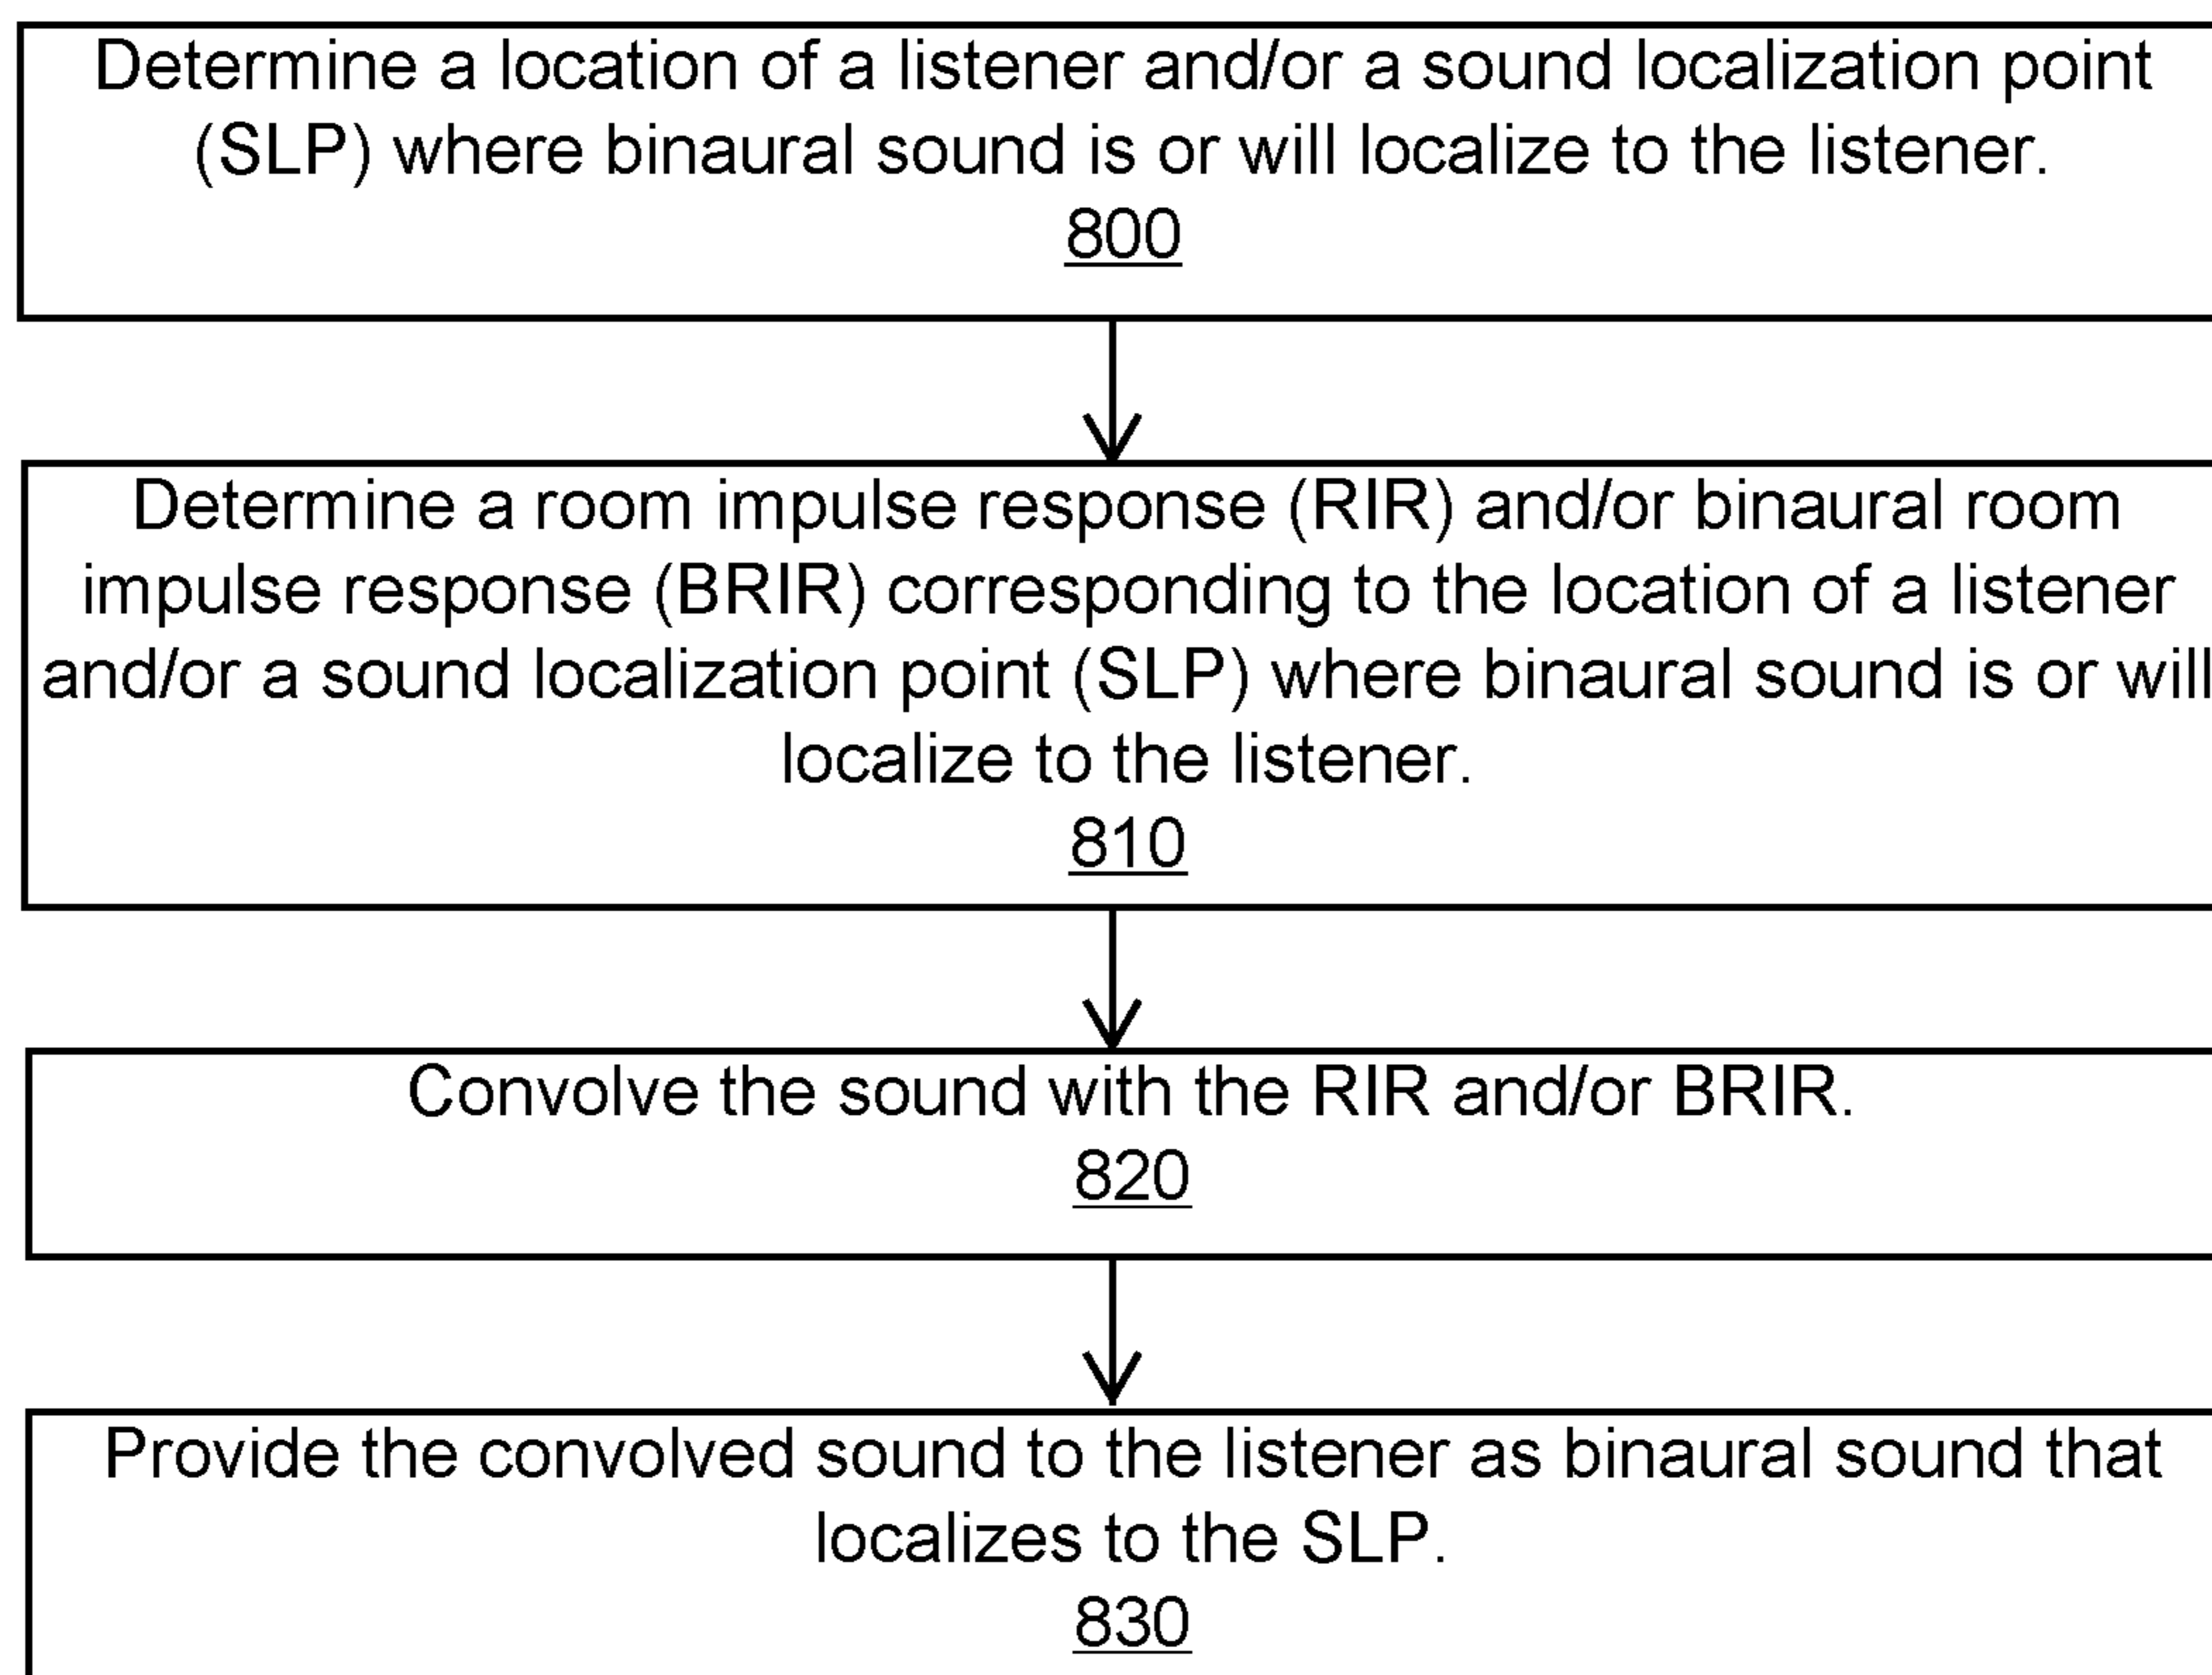 Determine a location of a listener and/or a sound localization point
(SLP) where binaural sound is or will localize to the listener.
800
Determine a room impulse response (RIR) and/or binaural room
impulse response (BRIR) corresponding to the location of a listener
and/or a sound localization point (SLP) where binaural sound is or will
localize to the listener.
810
Convolve the sound with the RIR and/or BRIR.
820
Provide the convolved sound to the listener as binaural sound that
localizes to the SLP.
830